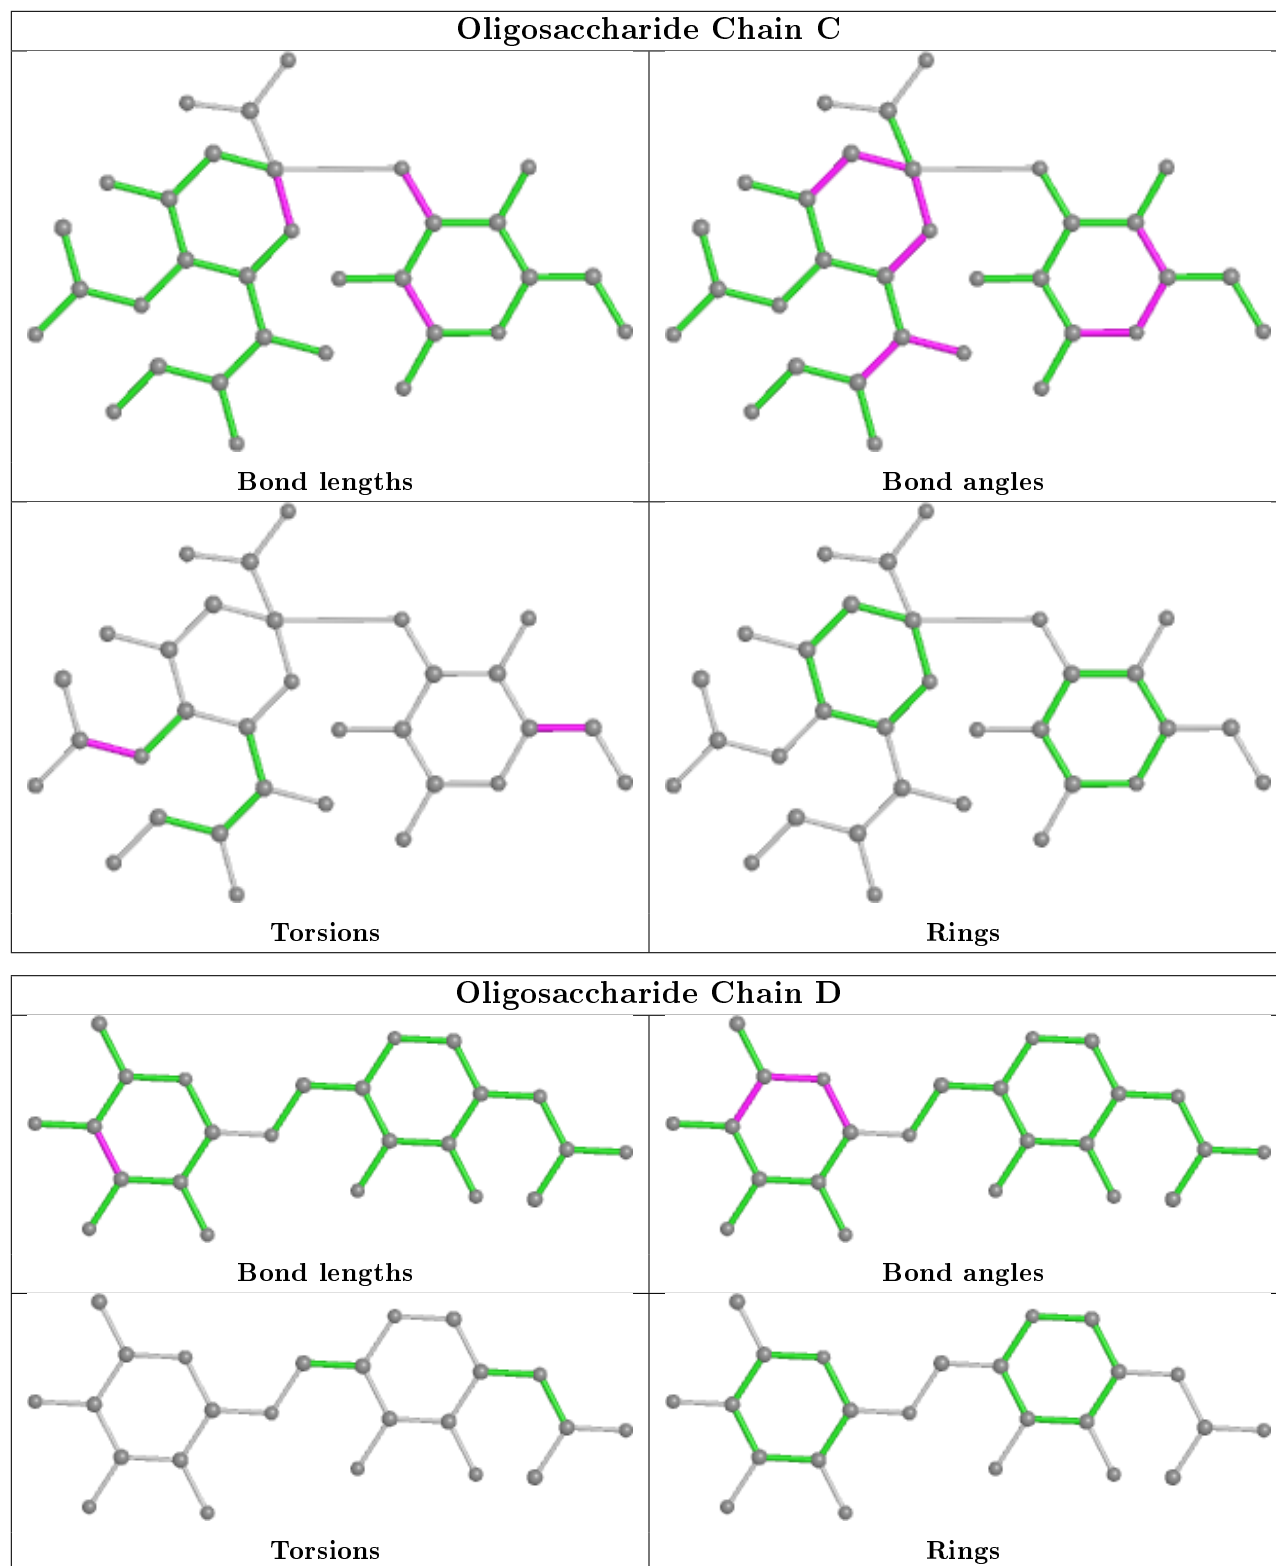 Oligosaccharide Chain C
Bond lengths
Bond angles
Torsions
Rings
Oligosaccharide Chain D
Bond lengths
Bond angles
Torsions
Rings